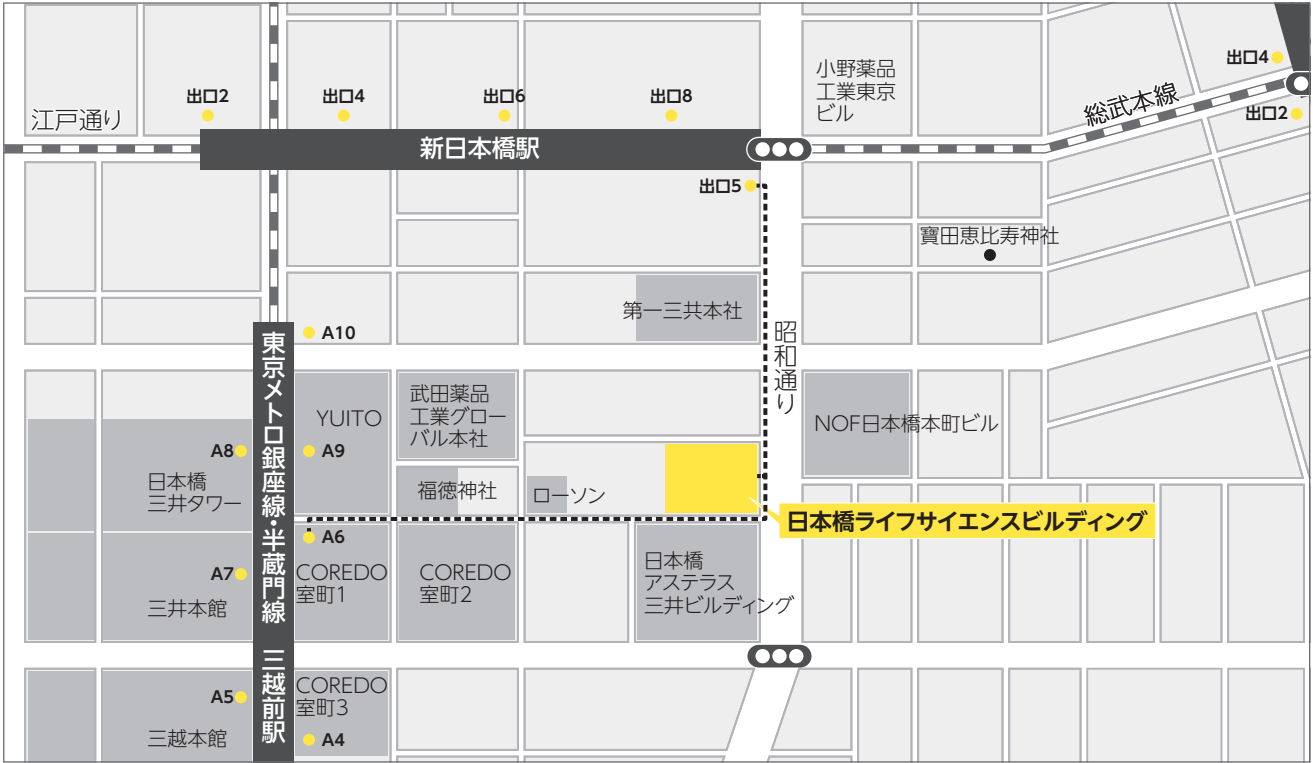 出口4
小野薬品
工業東京
ビル
出口2
出口4
出口6
出口8
総武本線
出口2
江戸通り
新日本橋駅
出口5
寶田恵比寿神社
第一三共本社
A10
昭和通り
東京メトロ銀座線・半蔵門線 三越前駅
YUITO
武田薬品
工業グロー
バル本社
NOF日本橋本町ビル
A8
A9
日本橋
三井タワー
福徳神社
ローソン
日本橋ライフサイエンスビルディング
A6
A7
COREDO
室町1
COREDO
室町2
日本橋
アステラス
三井ビルディング
三井本館
A5
COREDO
室町3
三越本館
A4